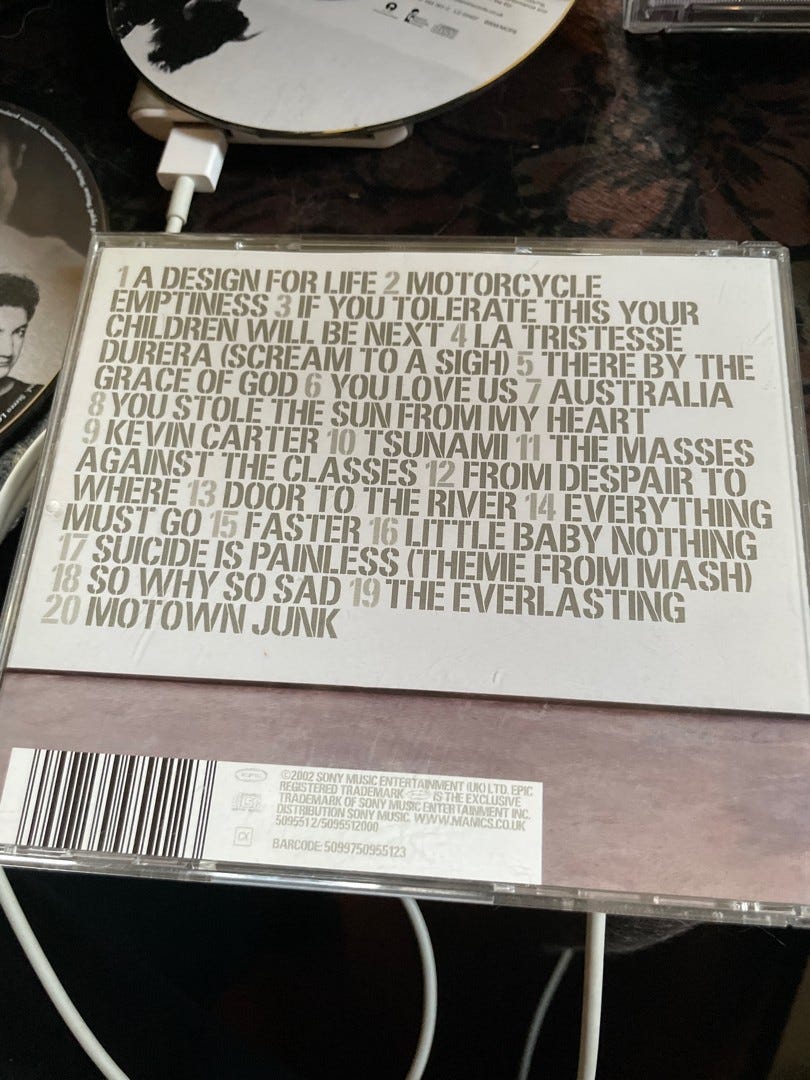 1 A DESIGN FOR LIFE 2 MOTORCYCLE
EMPTINESS 3 IF YOU TOLERATE THIS YOUR
CHILDREN WILL BE NEXT 4 LA TRISTESSE
DURERA (SCREAM TO A SIGH) 5 THERE BY THE
GRACE OF GOD 6 YOU LOVE US 7 AUSTRALIA
8 YOU STOLE THE SUN FROM MY HEART
9 KEVIN CARTER 10 TSUNAMI 11 THE MASSES
AGAINST THE CLASSES 12 FROM DESPAIR TO
WHERE 13 DOOR TO THE RIVER 14 EVERYTHING
MUST GO 15 FASTER 16 LITTLE BABY NOTHING
17 SUICIDE IS PAINLESS (THEME FROM MASH)
18 SO WHY SO SAD 19 THE EVERLASTING
20 MOTOWN JUNK
©2002 SONY MUSIC ENTERTAINMENT (UK) LTD. EPIC
REGISTERED TRADEMARK IS THE EXCLUSIVE
TRADEMARK OF SONY MUSIC ENTERTAINMENT INC.
DISTRIBUTION SONY MUSIC. WWW.MANICS.CO.UK
509551 2/5095512000
BARCODE: 5099750955123